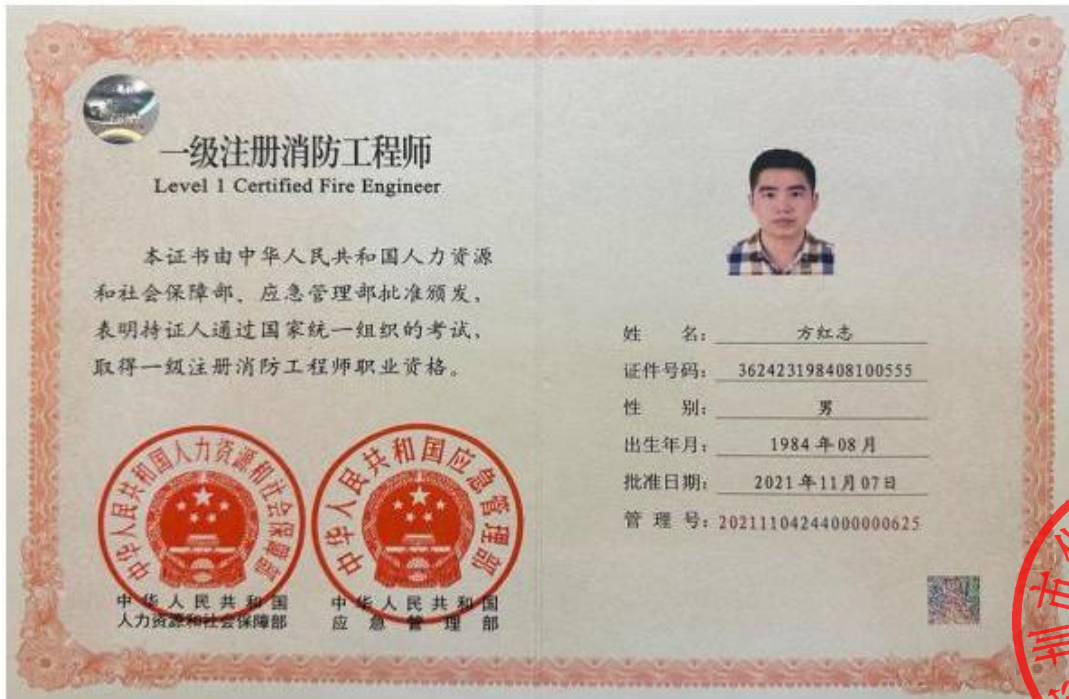 一级注册消防工程师
Level 1 Certified Fire Engineer
本证书由中华人民共和国人力资源
和社会保障部、应急管理部批准颁发，
表明持证人通过国家统一组织的考试，
取得一级注册消防工程师职业资格。
中华人民共和国人力资源和社会保障部
中华人民共和国应急管理部
中华人民共和国
人力资源和社会保障部
中华人民共和国
应急管理部
姓 名：方红志
证件号码：362423198408100555
性 别：男
出生年月：1984年08月
批准日期：2021年11月07日
管 理 号：20211104244000000625